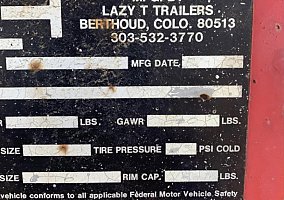 LAZY T TRAILERS
BERTHOUD, COLO. 80513
303-532-3770
MFG DATE,
LBS. GAWR LBS.
SIZE TIRE PRESSURE PSI COLD
SIZE RIM CAP. LBS.
vehicle conforms to all applicable Federal Motor Vehicle Safety